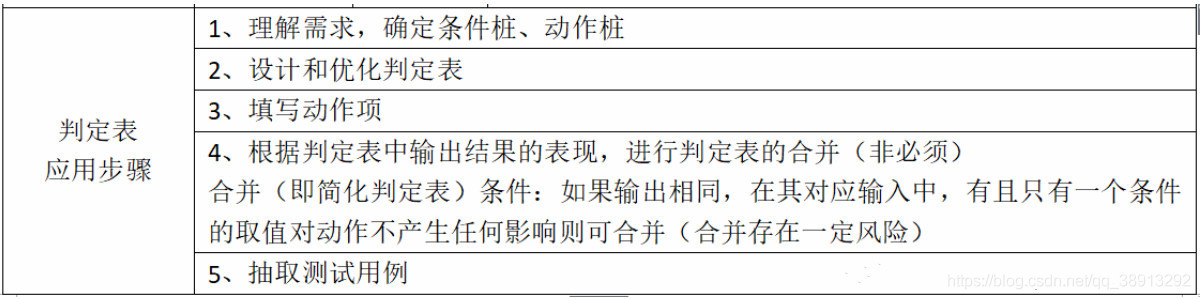 判定表
应用步骤
1、理解需求，确定条件桩、动作桩
2、设计和优化判定表
3、填写动作项
4、根据判定表中输出结果的表现，进行判定表的合并（非必须）
合并（即简化判定表）条件：如果输出相同，在其对应输入中，有且只有一个条件
的取值对动作不产生任何影响则可合并（合并存在一定风险）
5、抽取测试用例
https://blog.csdn.net/qq_38913292